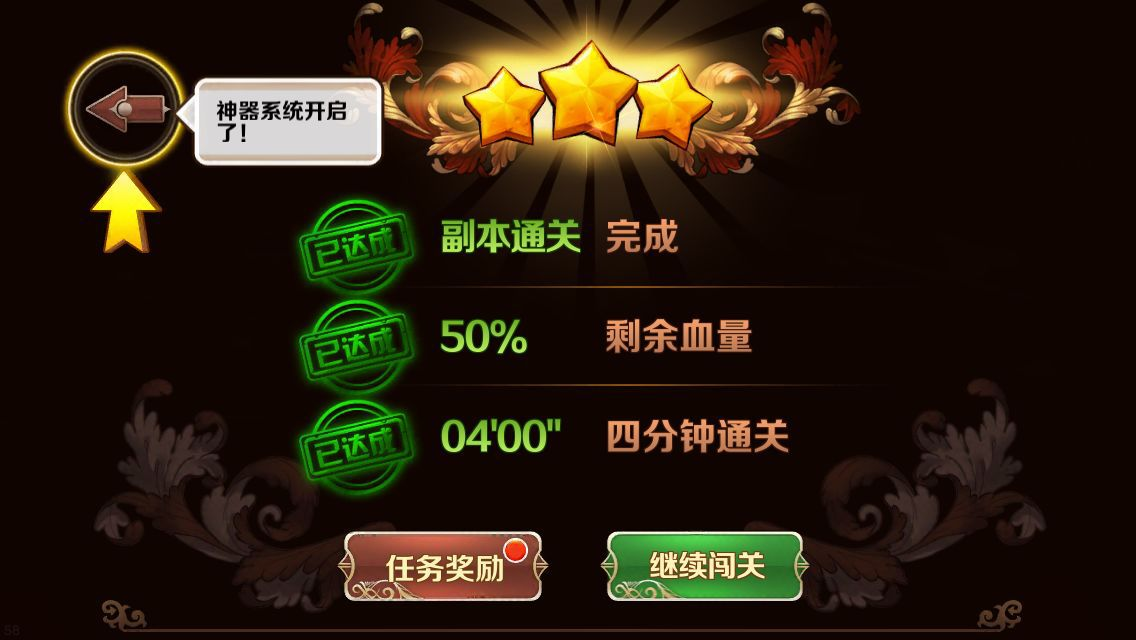 神器系统开启
了!
已达成 副本通关 完成
已达成 50% 剩余血量
已达成 04'00" 四分钟通关
任务奖励 继续闯关
58